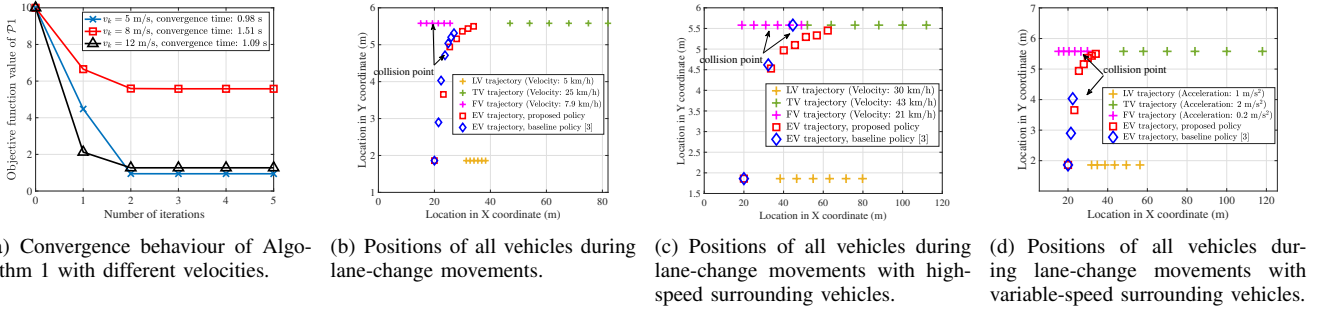 Objective function value of P1
10
8
6
4
2
0
0
1
2
3
4
5
Number of iterations
v_k = 5 m/s, convergence time: 0.98 s
v_k = 8 m/s, convergence time: 1.51 s
v_k = 12 m/s, convergence time: 1.09 s
Location in Y coordinate (m)
6
5
4
3
2
1
0
20
40
60
80
Location in X coordinate (m)
collision point
LV trajectory (Velocity: 5 km/h)
TV trajectory (Velocity: 25 km/h)
FV trajectory (Velocity: 7.9 km/h)
EV trajectory, proposed policy
EV trajectory, baseline policy [3]
Location in Y coordinate (m)
6
5.5
5
4.5
4
3.5
3
2.5
2
1.5
0
20
40
60
80
100
120
Location in X coordinate (m)
collision point
LV trajectory (Velocity: 30 km/h)
TV trajectory (Velocity: 43 km/h)
FV trajectory (Velocity: 21 km/h)
EV trajectory, proposed policy
EV trajectory, baseline policy [3]
Location in Y coordinate (m)
7
6
5
4
3
2
1
20
40
60
80
100
120
Location in X coordinate (m)
collision point
LV trajectory (Acceleration: 1 m/s²)
TV trajectory (Acceleration: 2 m/s²)
FV trajectory (Acceleration: 0.2 m/s²)
EV trajectory, proposed policy
EV trajectory, baseline policy [3]
) Convergence behaviour of Algo-
thm 1 with different velocities.
(b) Positions of all vehicles during
lane-change movements.
(c) Positions of all vehicles during
lane-change movements with high-
speed surrounding vehicles.
(d) Positions of all vehicles dur-
ing lane-change movements with
variable-speed surrounding vehicles.